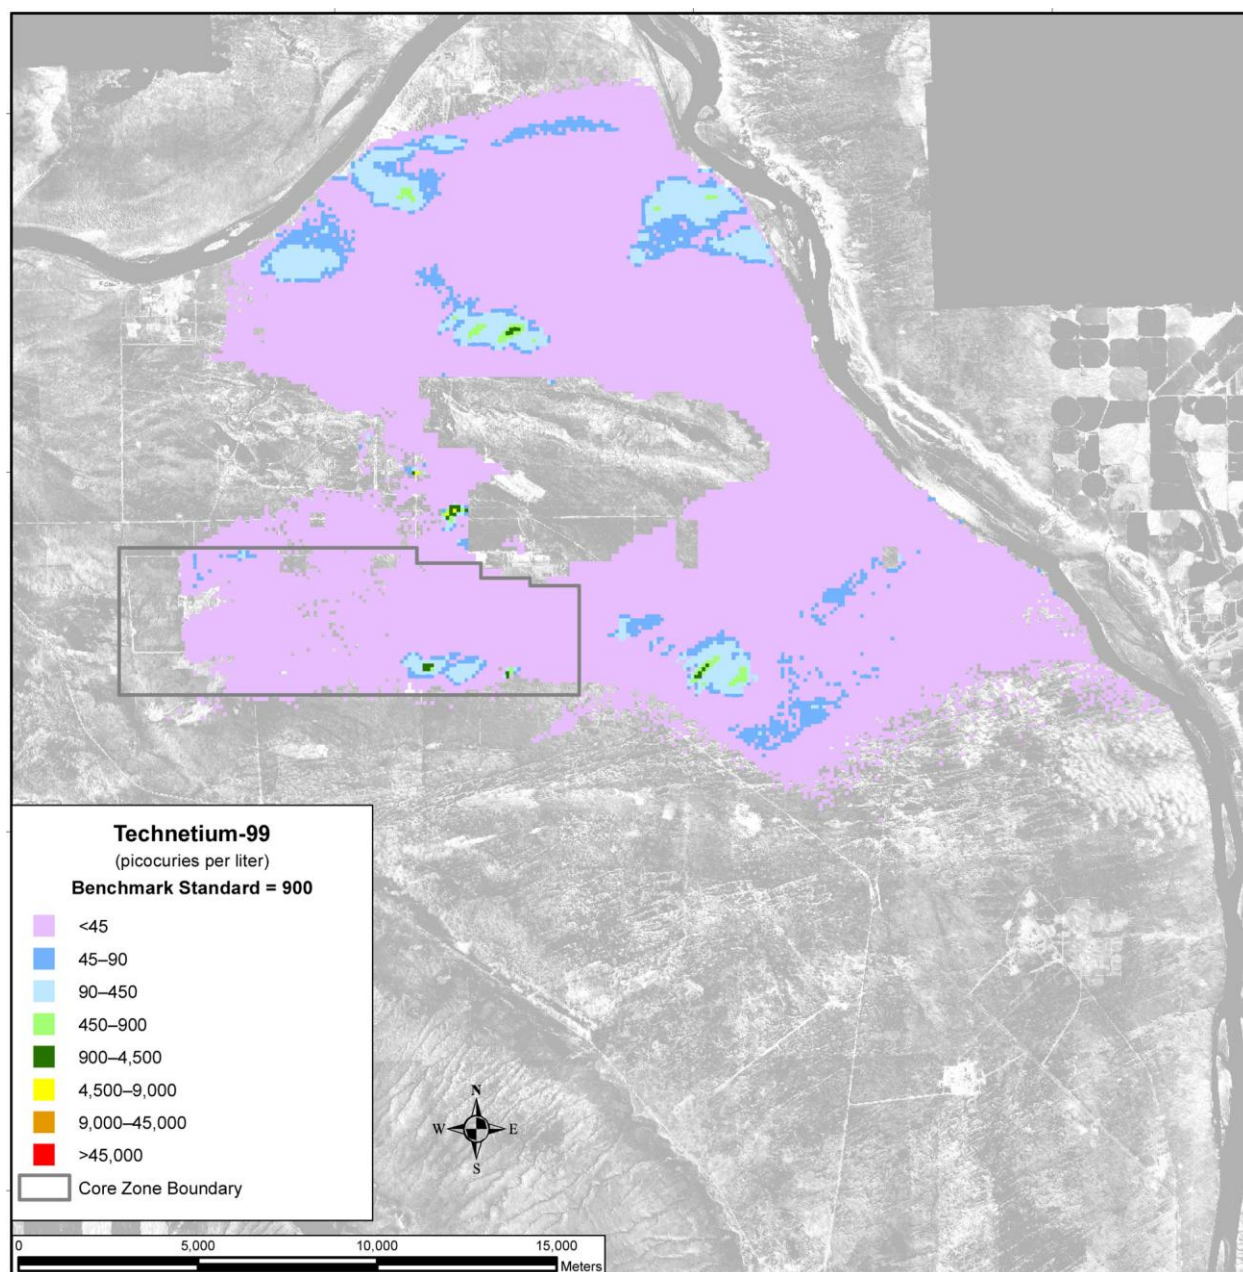 Technetium-99
(picocuries per liter)
Benchmark Standard = 900
<45
45–90
90–450
450–900
900–4,500
4,500–9,000
9,000–45,000
>45,000
Core Zone Boundary
N
W E
S
0 5,000 10,000 15,000
Meters